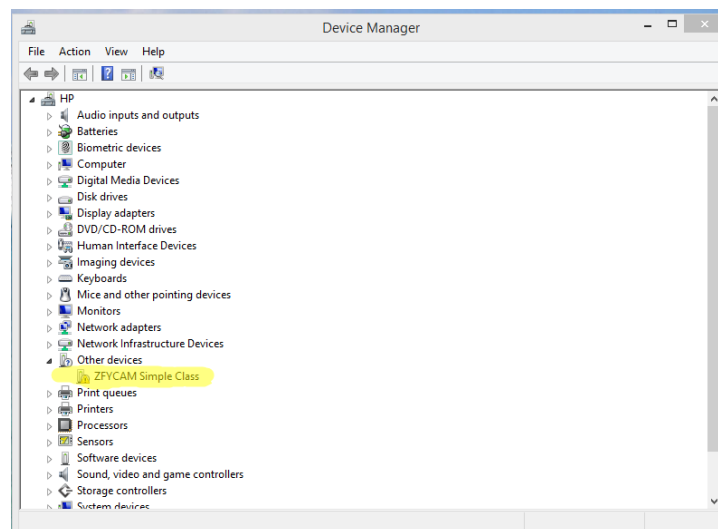 Device Manager
File Action View Help
HP
Audio inputs and outputs
Batteries
Biometric devices
Computer
Digital Media Devices
Disk drives
Display adapters
DVD/CD-ROM drives
Human Interface Devices
Imaging devices
Keyboards
Mice and other pointing devices
Monitors
Network adapters
Network Infrastructure Devices
Other devices
ZFYCAM Simple Class
Print queues
Printers
Processors
Sensors
Software devices
Sound, video and game controllers
Storage controllers
System devices